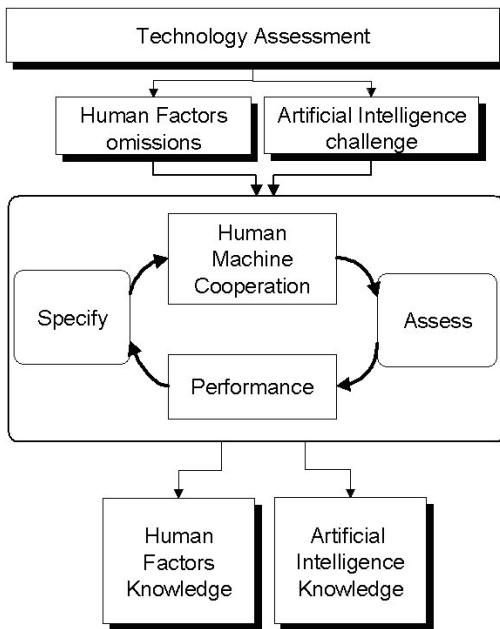 Technology Assessment
Human Factors
omissions
Artificial Intelligence
challenge
Human
Machine
Cooperation
Specify
Assess
Performance
Human
Factors
Knowledge
Artificial
Intelligence
Knowledge